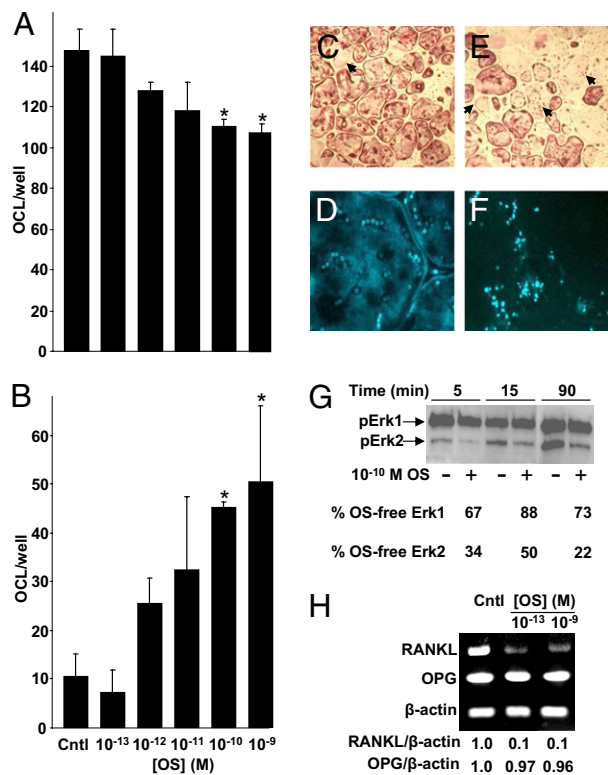 A
OCL/well
140
120
100
80
60
40
20
0
* *
B
OCL/well
60
50
40
30
20
10
0
* *
Cntl 10⁻¹³ 10⁻¹² 10⁻¹¹ 10⁻¹⁰ 10⁻⁹
[OS] (M)
C
E
D
F
G
Time (min) 5 15 90
pErk1
pErk2
10⁻¹⁰ M OS − + − + − +
% OS-free Erk1 67 88 73
% OS-free Erk2 34 50 22
H
Cntl [OS] (M)
10⁻¹³ 10⁻⁹
RANKL
OPG
β-actin
RANKL/β-actin 1.0 0.1 0.1
OPG/β-actin 1.0 0.97 0.96